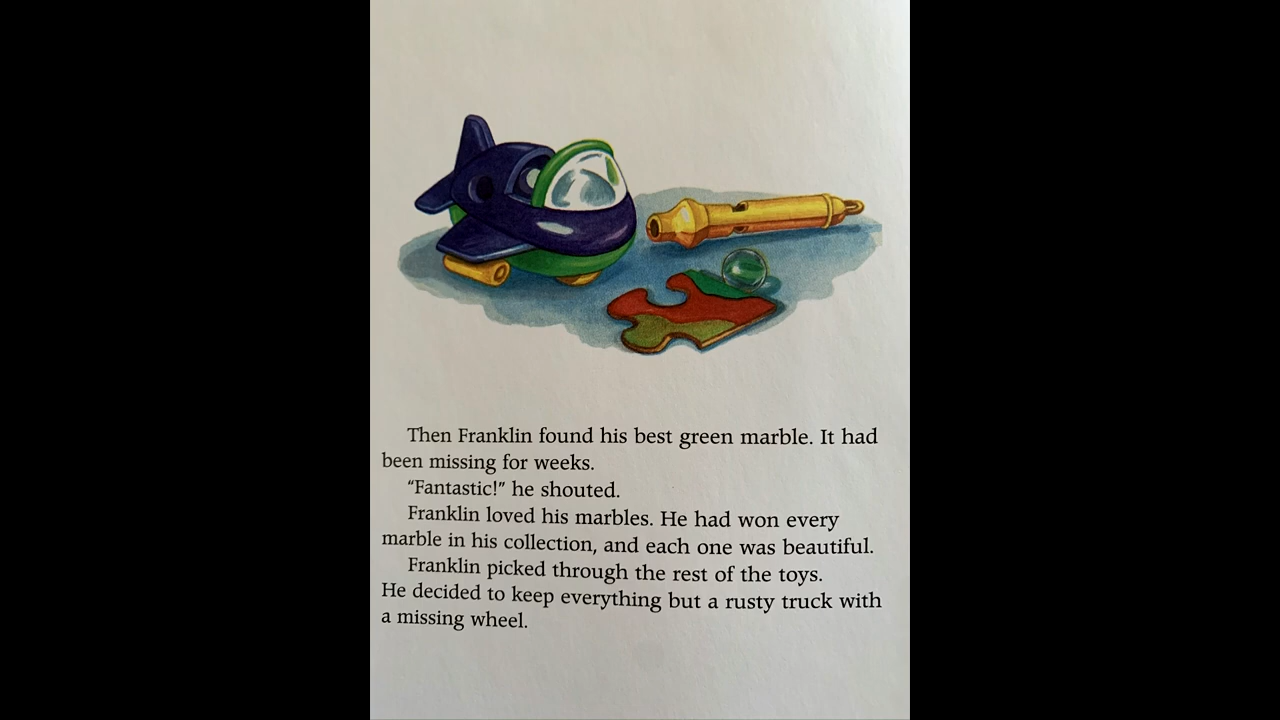 Then Franklin found his best green marble. It had
been missing for weeks.
“Fantastic!” he shouted.
Franklin loved his marbles. He had won every
marble in his collection, and each one was beautiful.
Franklin picked through the rest of the toys.
He decided to keep everything but a rusty truck with
a missing wheel.